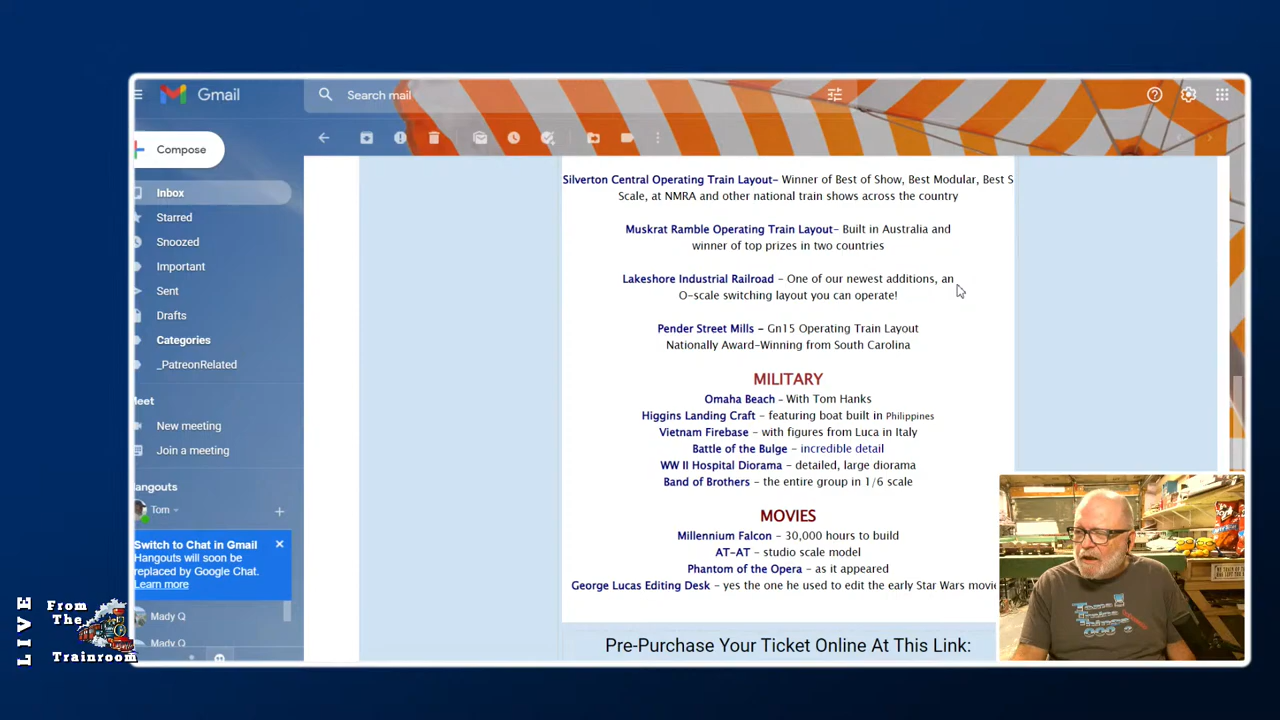 Gmail
Search mail
Compose
Inbox
Starred
Snoozed
Important
Sent
Drafts
Categories
_PatreonRelated
Meet
New meeting
Join a meeting
Hangouts
Tom
Switch to Chat in Gmail
Hangouts will soon be
replaced by Google Chat.
Learn more
Mady Q
Mady Q
Silverton Central Operating Train Layout– Winner of Best of Show, Best Modular, Best S
Scale, at NMRA and other national train shows across the country
Muskrat Ramble Operating Train Layout– Built in Australia and
winner of top prizes in two countries
Lakeshore Industrial Railroad – One of our newest additions, an
O-scale switching layout you can operate!
Pender Street Mills – Gn15 Operating Train Layout
Nationally Award-Winning from South Carolina
MILITARY
Omaha Beach – With Tom Hanks
Higgins Landing Craft – featuring boat built in Philippines
Vietnam Firebase – with figures from Luca in Italy
Battle of the Bulge – incredible detail
WW II Hospital Diorama – detailed, large diorama
Band of Brothers – the entire group in 1/6 scale
MOVIES
Millennium Falcon – 30,000 hours to build
AT-AT – studio scale model
Phantom of the Opera – as it appeared
George Lucas Editing Desk – yes the one he used to edit the early Star Wars movie
Pre-Purchase Your Ticket Online At This Link:
LIVE
From
The
Trainroom
Toms
Trains
Things